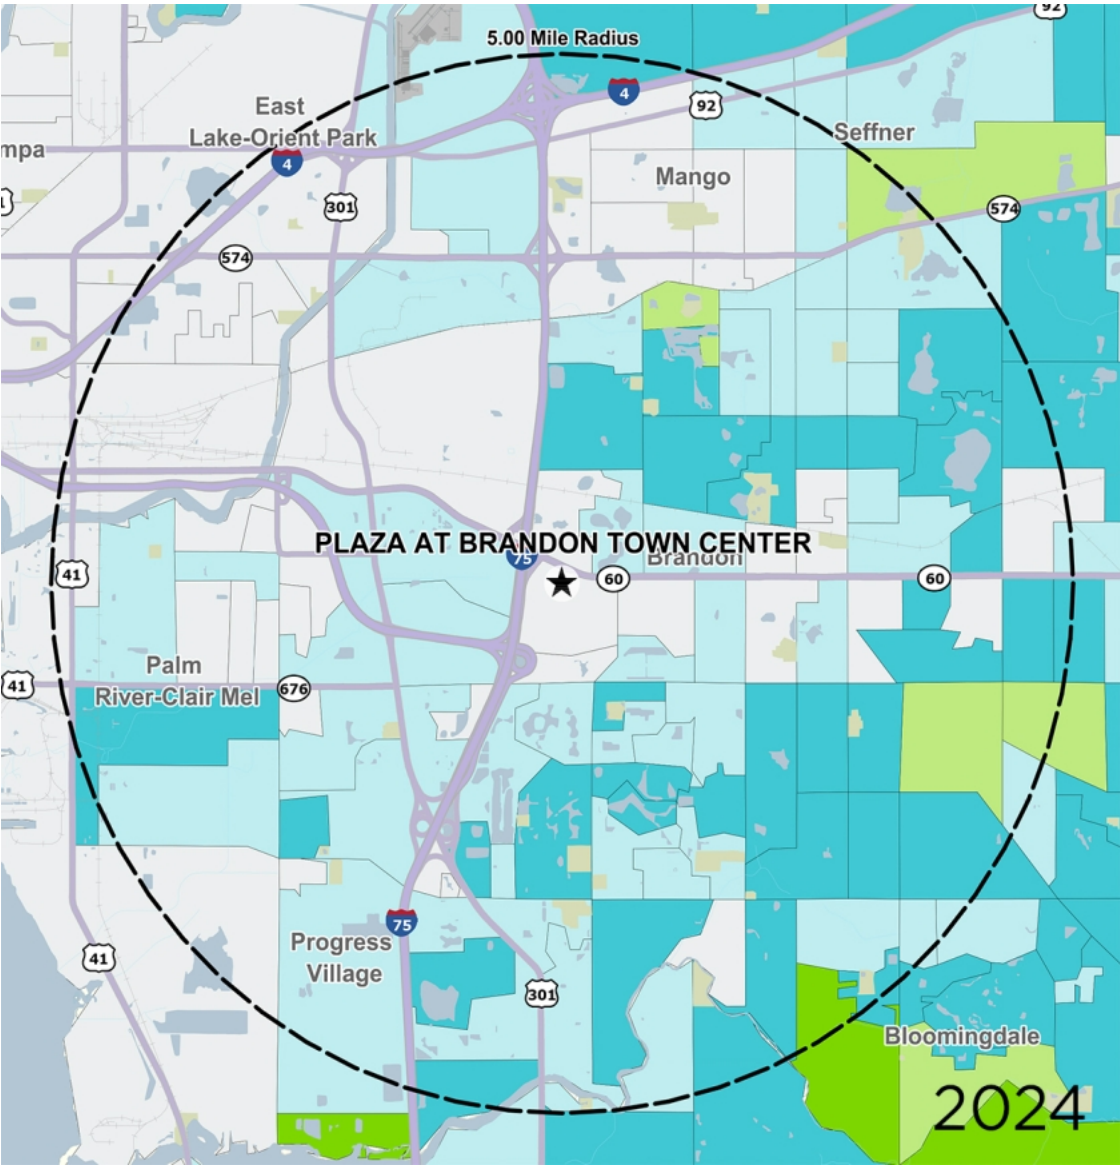 92
5.00 Mile Radius
4
92
East
Lake-Orient Park
Seffner
mpa
4
Mango
301
574
574
PLAZA AT BRANDON TOWN CENTER
75
Brandon
41
60
60
Palm
River-Clair Mel
41
676
75
Progress
Village
41
301
Bloomingdale
2024